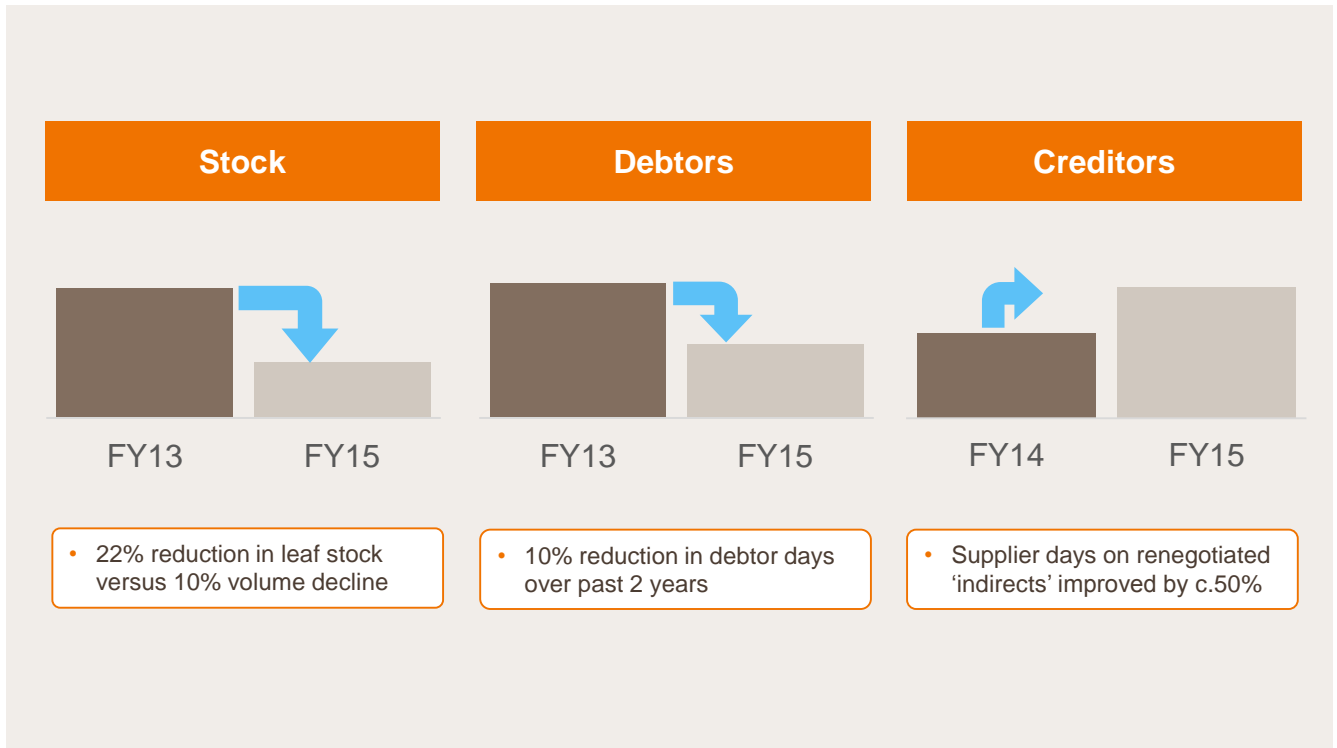 Stock
Debtors
Creditors
FY13
FY15
FY13
FY15
FY14
FY15
• 22% reduction in leaf stock
versus 10% volume decline
• 10% reduction in debtor days
over past 2 years
• Supplier days on renegotiated
‘indirects’ improved by c.50%